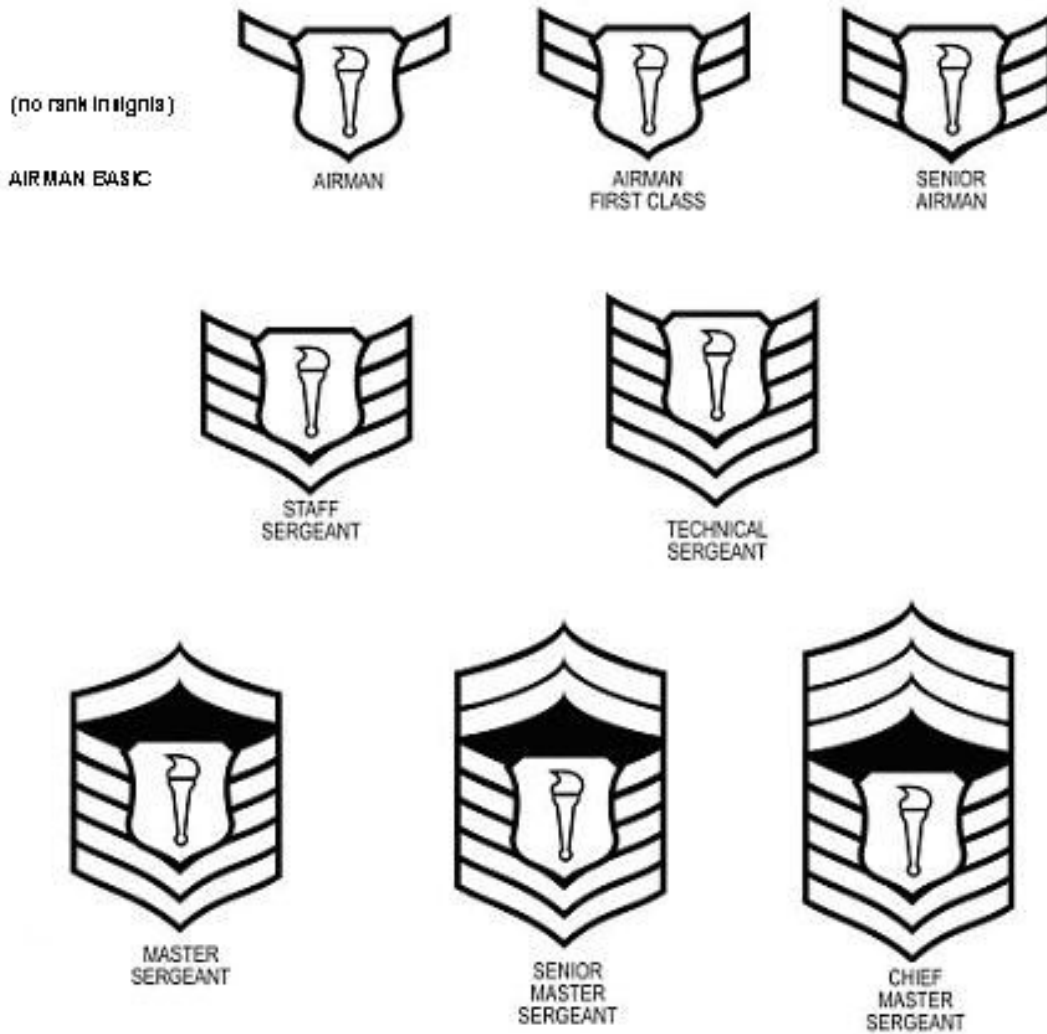 (no rank insignia)
AIRMAN BASIC
AIRMAN
AIRMAN
FIRST CLASS
SENIOR
AIRMAN
STAFF
SERGEANT
TECHNICAL
SERGEANT
MASTER
SERGEANT
SENIOR
MASTER
SERGEANT
CHIEF
MASTER
SERGEANT